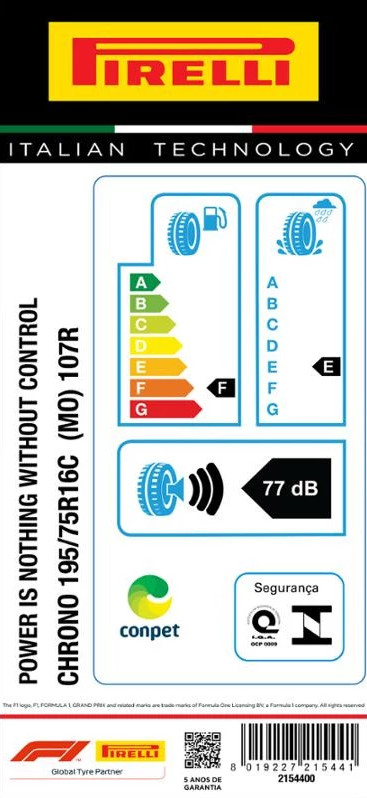 PIRELLI
ITALIAN TECHNOLOGY
POWER IS NOTHING WITHOUT CONTROL
CHRONO 195/75R16C (MO) 107R
A
B
C
D
E
F
G
F
A
B
C
D
E
F
G
E
77 dB
conpet
Segurança
I.Q.A.
OCP 0009
The F1 logo, F1, FORMULA 1, GRAND PRIX and related marks are trade marks of Formula One Licensing BV, a Formula 1 company. All rights reserved
F1 TM
PIRELLI
Global Tyre Partner
5 ANOS DE
GARANTIA
8 019227 215441
2154400